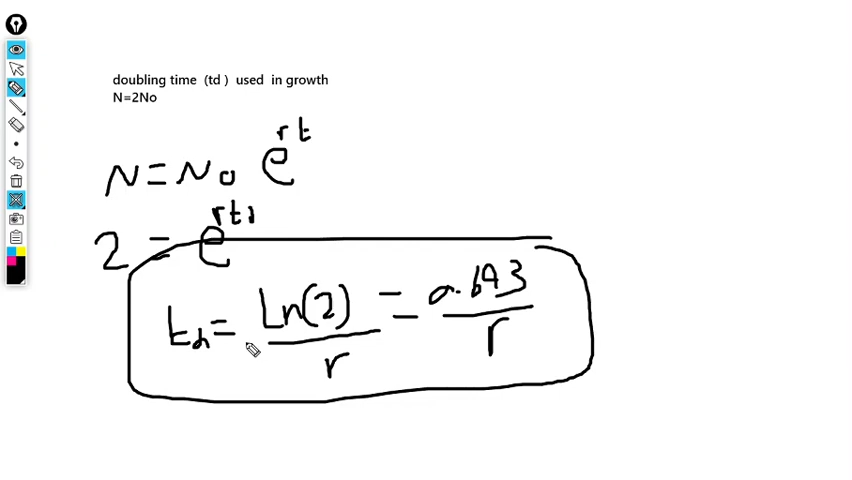 doubling time (td ) used in growth
N=2No
N=No e^rt
2 = e^rtd
td= Ln(2)/r = 0.693/r